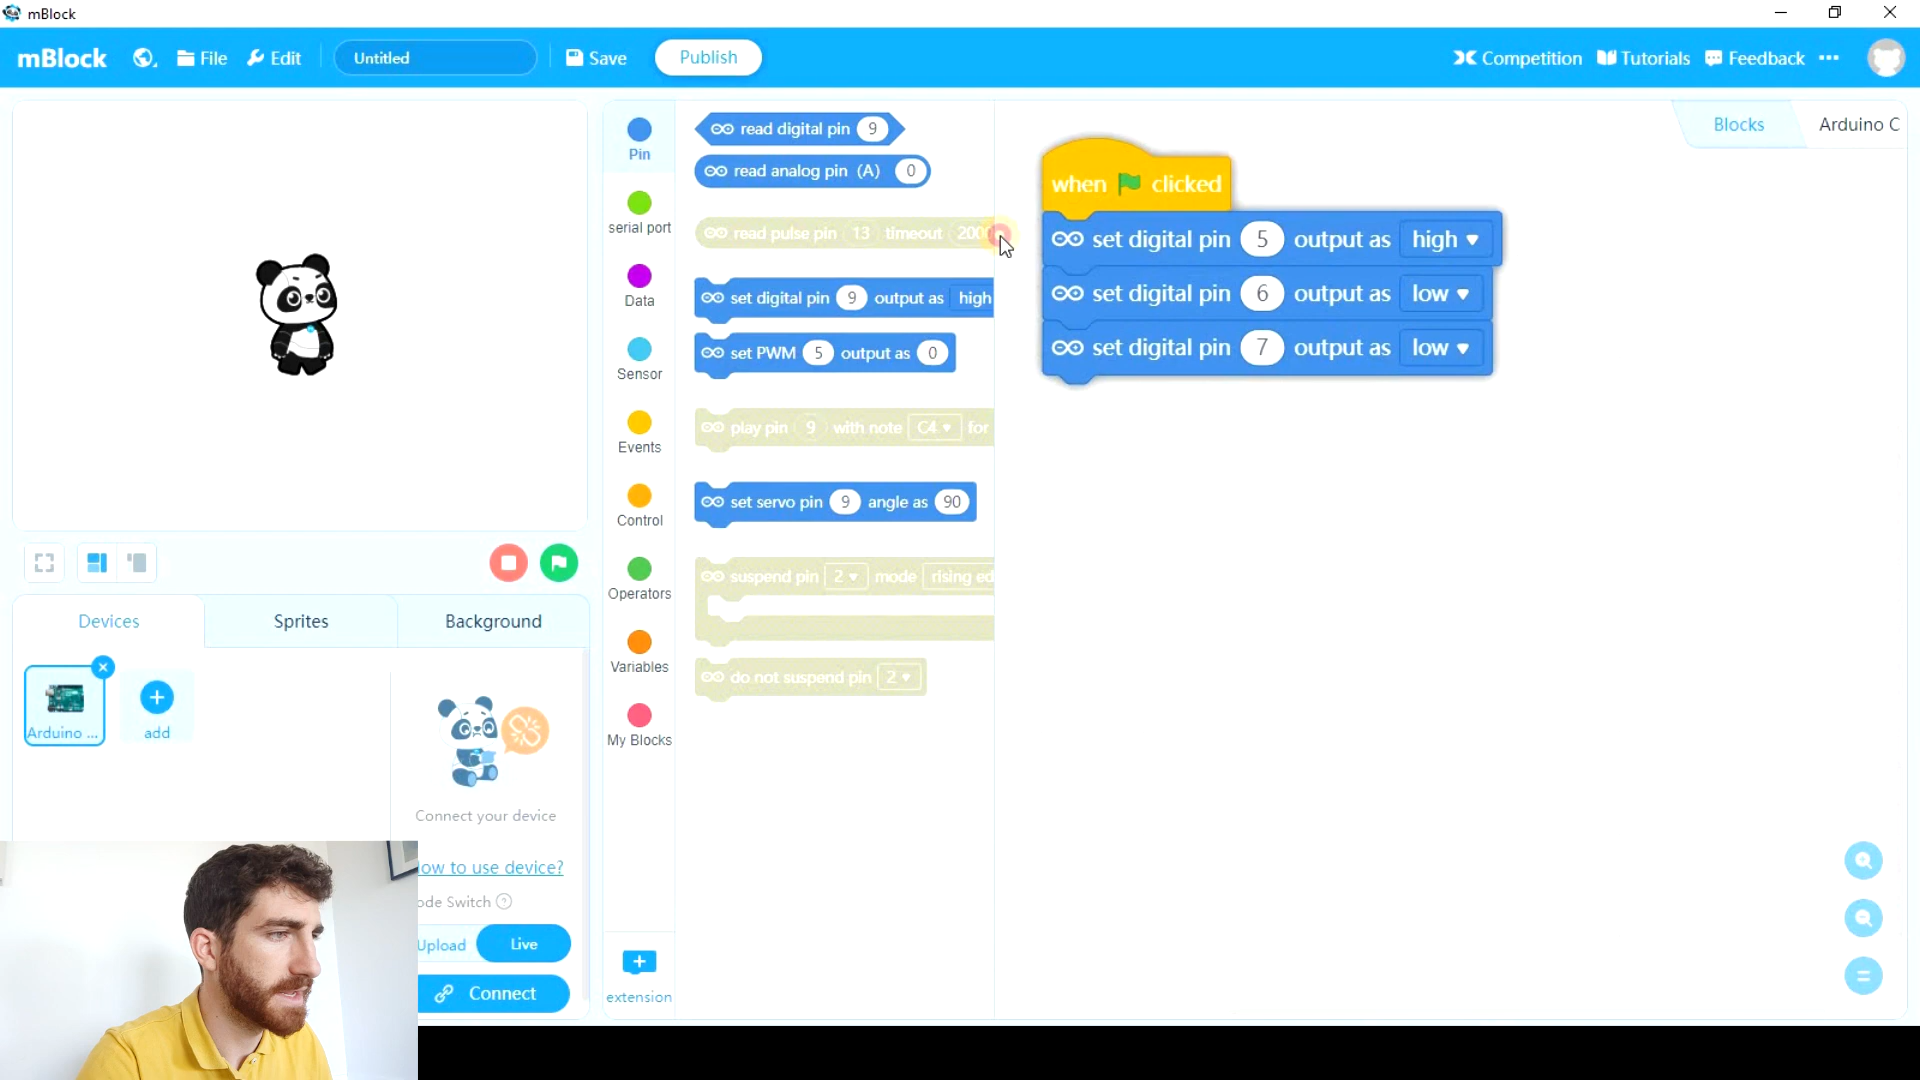 mBlock
mBlock File Edit Untitled Save Publish Competition Tutorials Feedback
Blocks Arduino C
Pin
serial port
Data
Sensor
Events
Control
Operators
Variables
My Blocks
extension
read digital pin 9
read analog pin (A) 0
read pulse pin 13 timeout 200
set digital pin 9 output as high
set PWM 5 output as 0
play pin 9 with note C4 for
set servo pin 9 angle as 90
suspend pin 2 mode rising ed
do not suspend pin 2
when clicked
set digital pin 5 output as high
set digital pin 6 output as low
set digital pin 7 output as low
Devices Sprites Background
Arduino ...
add
Connect your device
ow to use device?
ode Switch ?
Upload Live
Connect